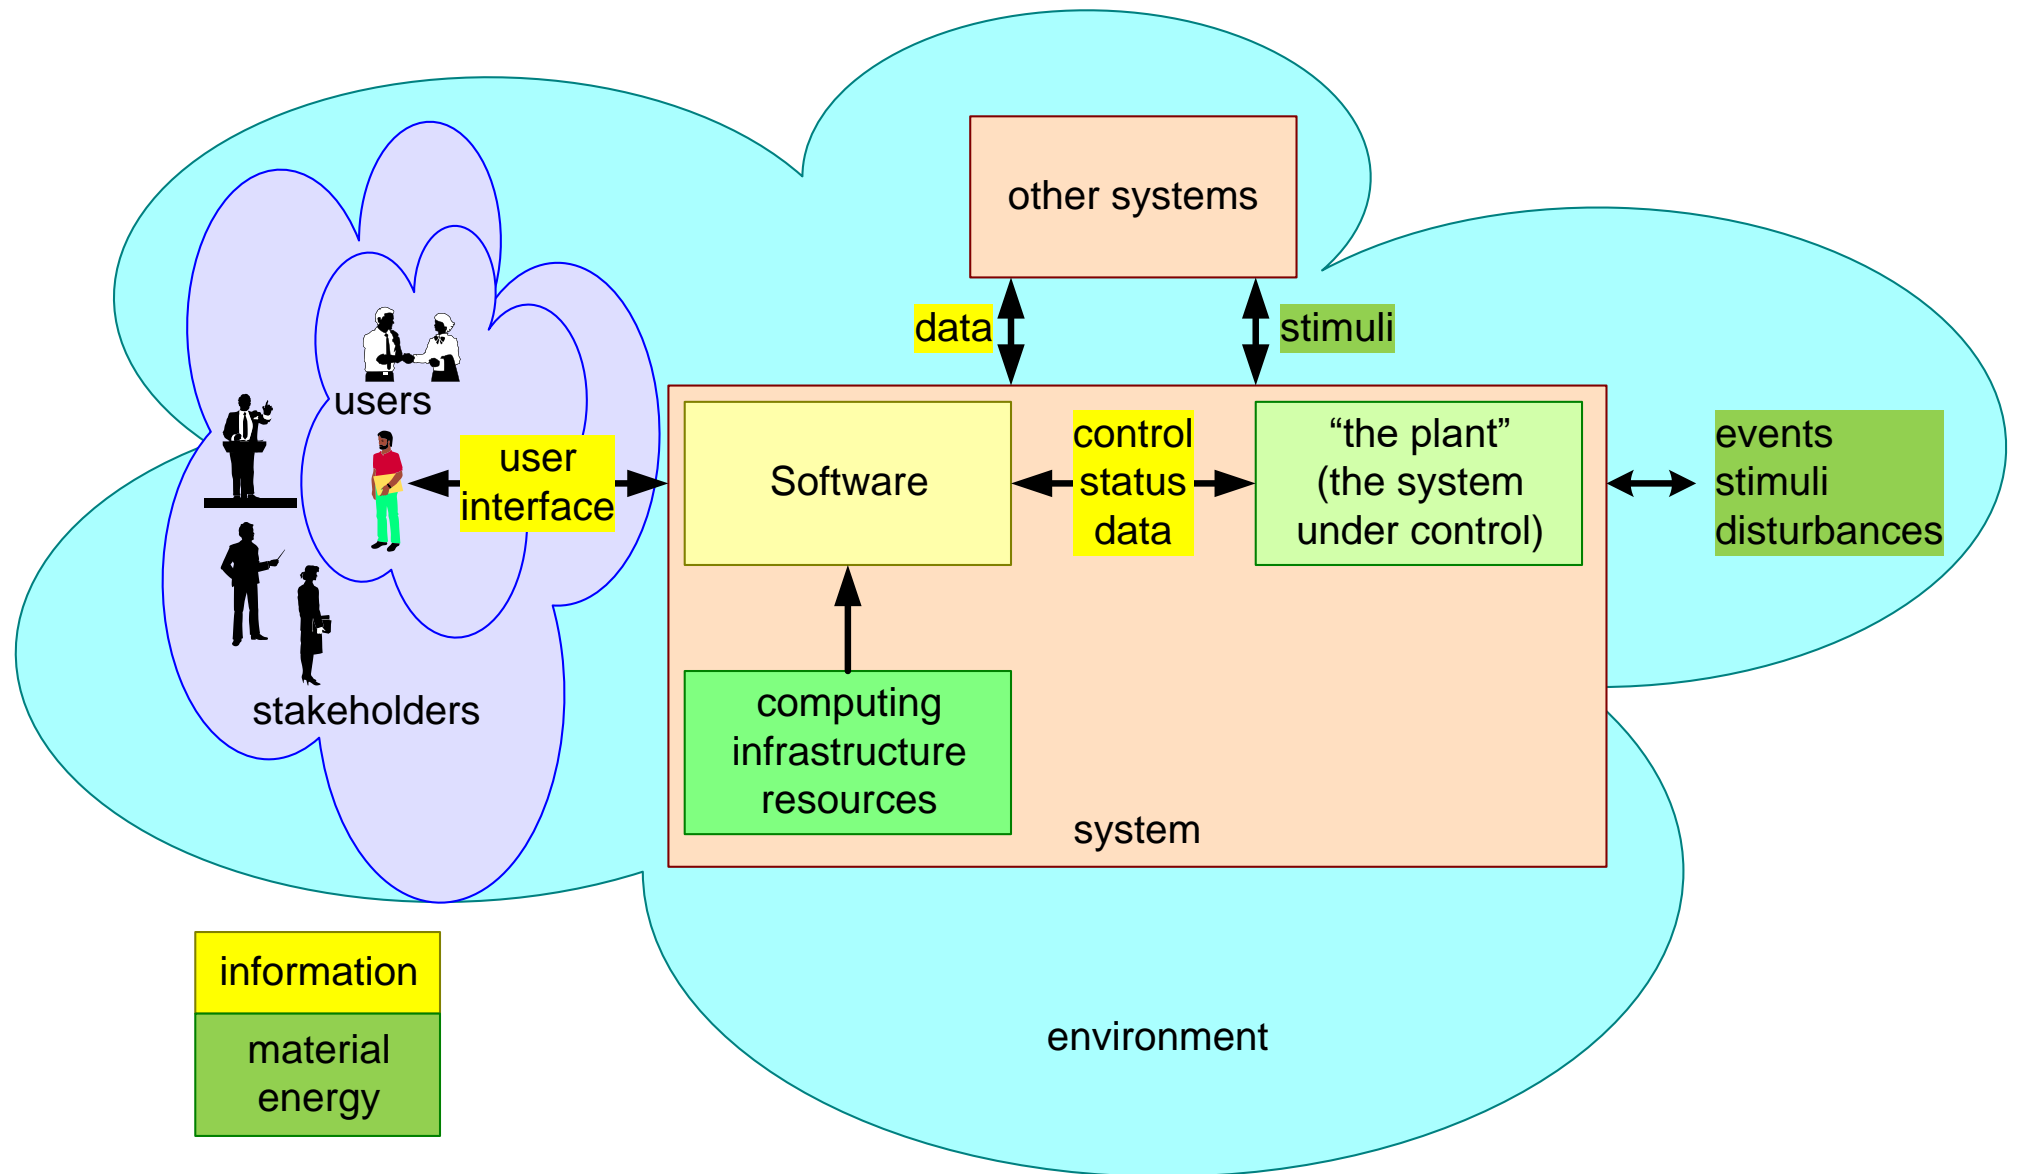 other systems
data
stimuli
users
user
interface
Software
control
status
data
“the plant”
(the system
under control)
events
stimuli
disturbances
stakeholders
computing
infrastructure
resources
system
information
material
energy
environment